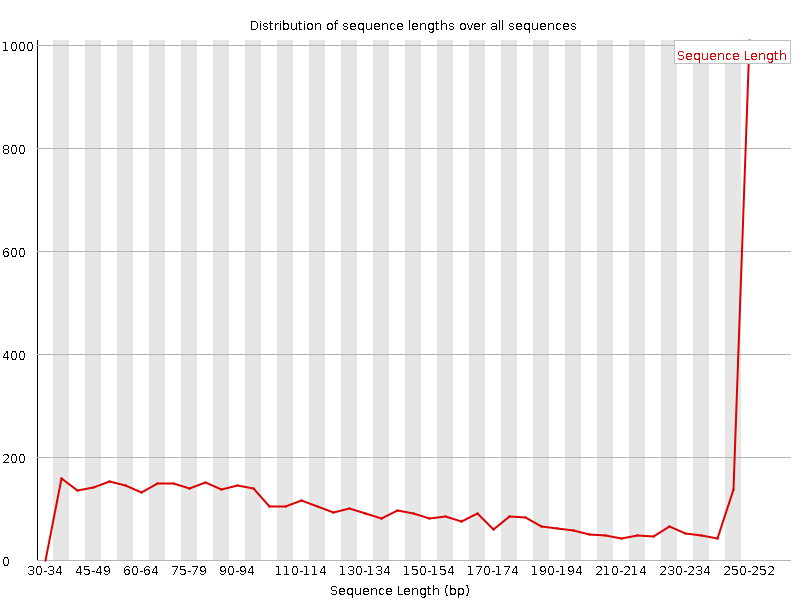 Distribution of sequence lengths over all sequences
Sequence Length
1000
800
600
400
200
0
30-34 45-49 60-64 75-79 90-94 110-114 130-134 150-154 170-174 190-194 210-214 230-234 250-252
Sequence Length (bp)